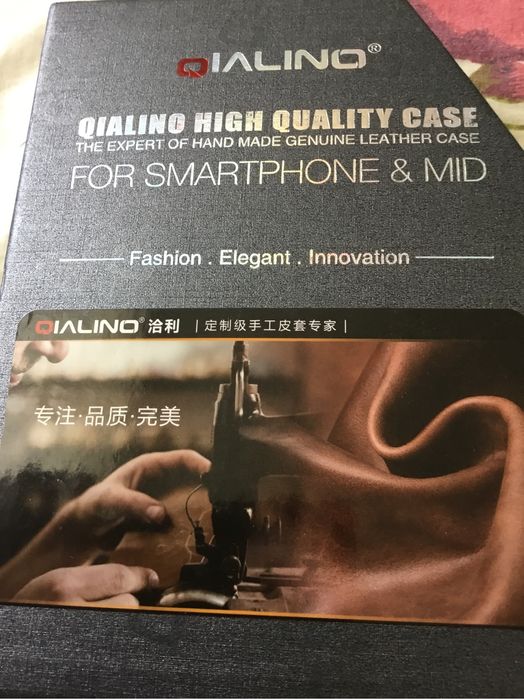 QIALINO®
QIALINO HIGH QUALITY CASE
THE EXPERT OF HAND MADE GENUINE LEATHER CASE
FOR SMARTPHONE & MID
Fashion . Elegant . Innovation
QIALINO® 洽利 | 定制级手工皮套专家 |
专注·品质·完美